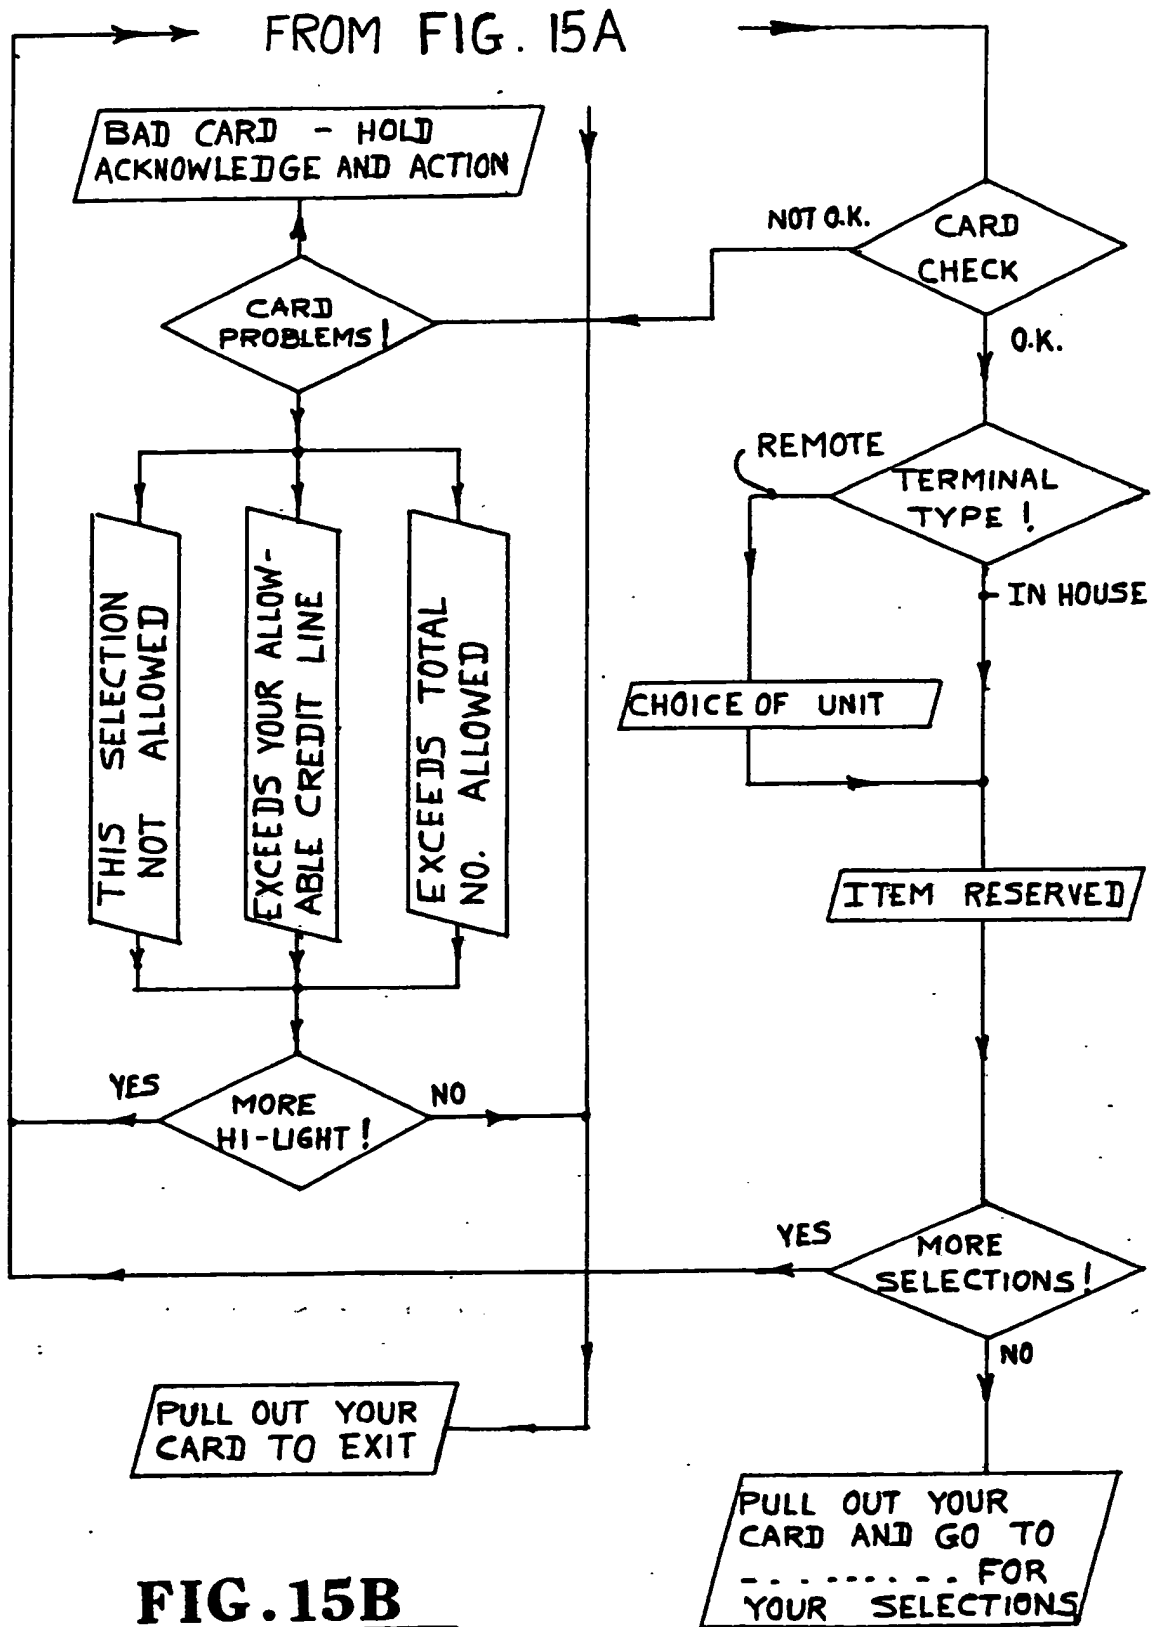 FROM FIG. 15A
BAD CARD - HOLD
ACKNOWLEDGE AND ACTION
NOT O.K.
CARD
CHECK
CARD
PROBLEMS!
O.K.
REMOTE
TERMINAL
TYPE!
IN HOUSE
THIS SELECTION
NOT ALLOWED
EXCEEDS YOUR ALLOW-
ABLE CREDIT LINE
EXCEEDS TOTAL
NO. ALLOWED
CHOICE OF UNIT
ITEM RESERVED
YES
MORE
HI-LIGHT!
NO
YES
MORE
SELECTIONS!
NO
PULL OUT YOUR
CARD TO EXIT
PULL OUT YOUR
CARD AND GO TO
- - - - - - - - - FOR
YOUR SELECTIONS
FIG. 15B